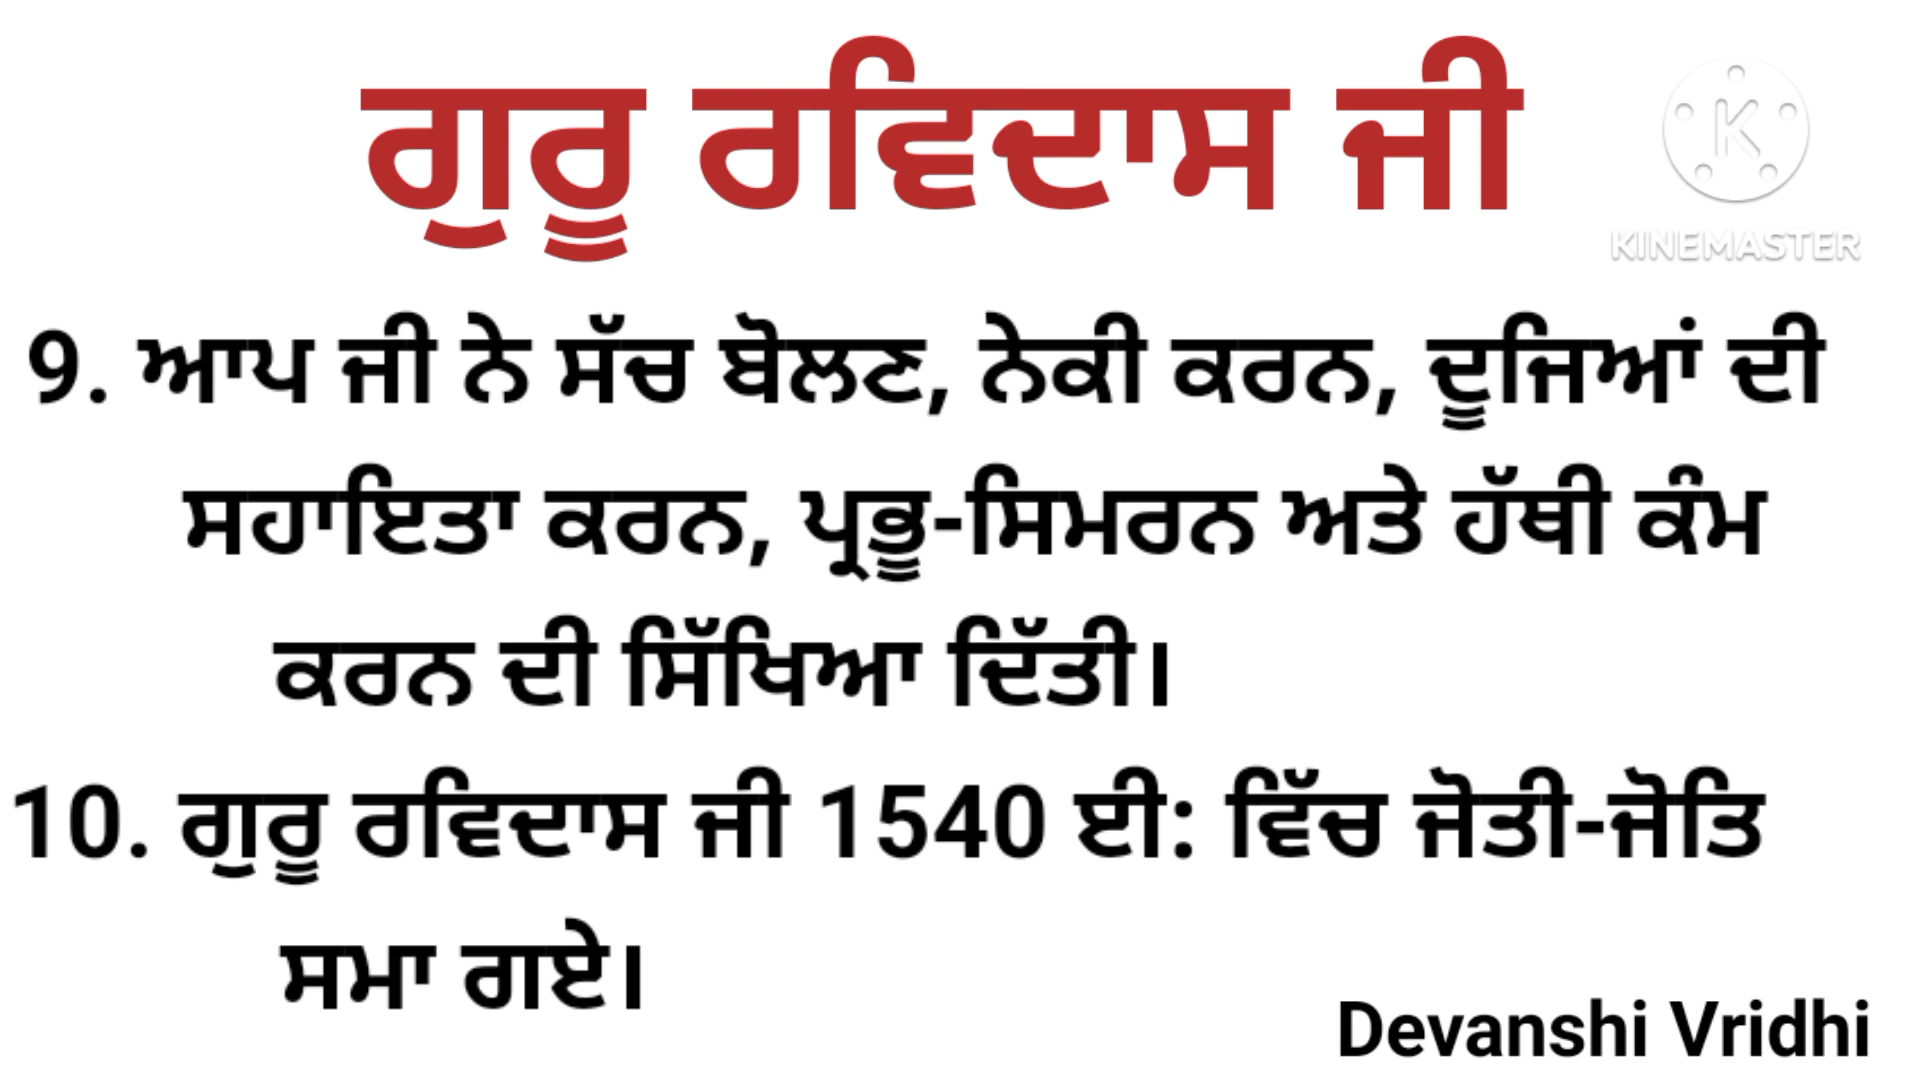 ਗੁਰੂ ਰਵਿਦਾਸ ਜੀ
K
KINEMASTER
9. ਆਪ ਜੀ ਨੇ ਸੱਚ ਬੋਲਣ, ਨੇਕੀ ਕਰਨ, ਦੂਜਿਆਂ ਦੀ
ਸਹਾਇਤਾ ਕਰਨ, ਪ੍ਰਭੂ-ਸਿਮਰਨ ਅਤੇ ਹੱਥੀ ਕੰਮ
ਕਰਨ ਦੀ ਸਿੱਖਿਆ ਦਿੱਤੀ।
10. ਗੁਰੂ ਰਵਿਦਾਸ ਜੀ 1540 ਈ: ਵਿੱਚ ਜੋਤੀ-ਜੋਤਿ
ਸਮਾ ਗਏ।
Devanshi Vridhi